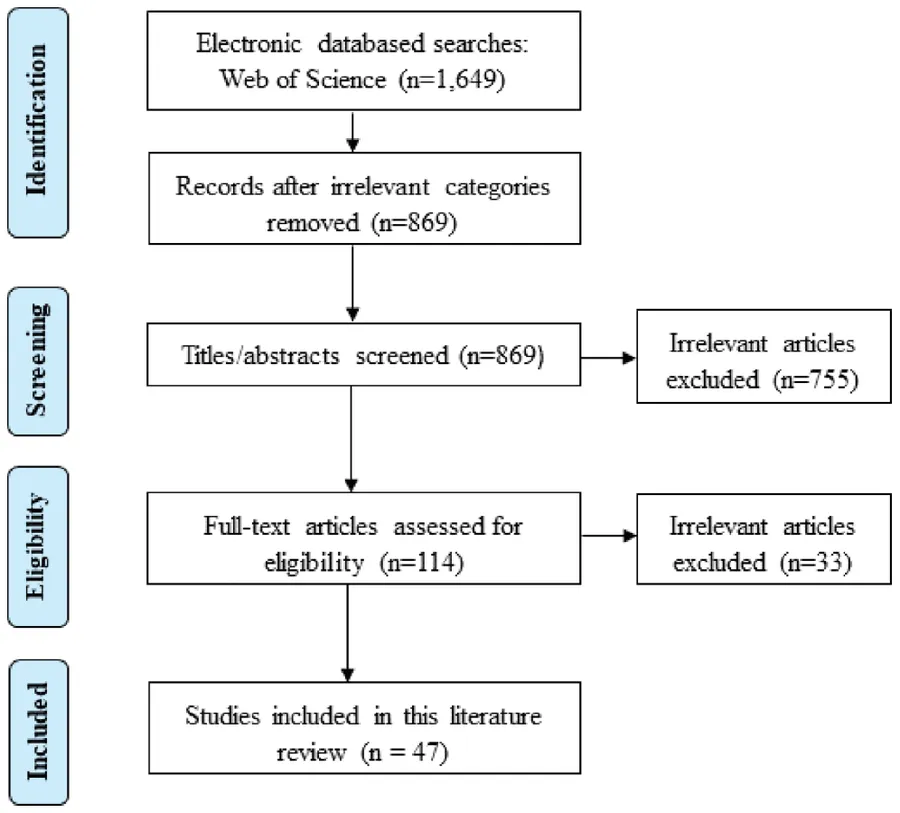 Identification
Electronic databased searches:
Web of Science (n=1,649)
Records after irrelevant categories
removed (n=869)
Screening
Titles/abstracts screened (n=869)
Irrelevant articles
excluded (n=755)
Eligibility
Full-text articles assessed for
eligibility (n=114)
Irrelevant articles
excluded (n=33)
Included
Studies included in this literature
review (n = 47)